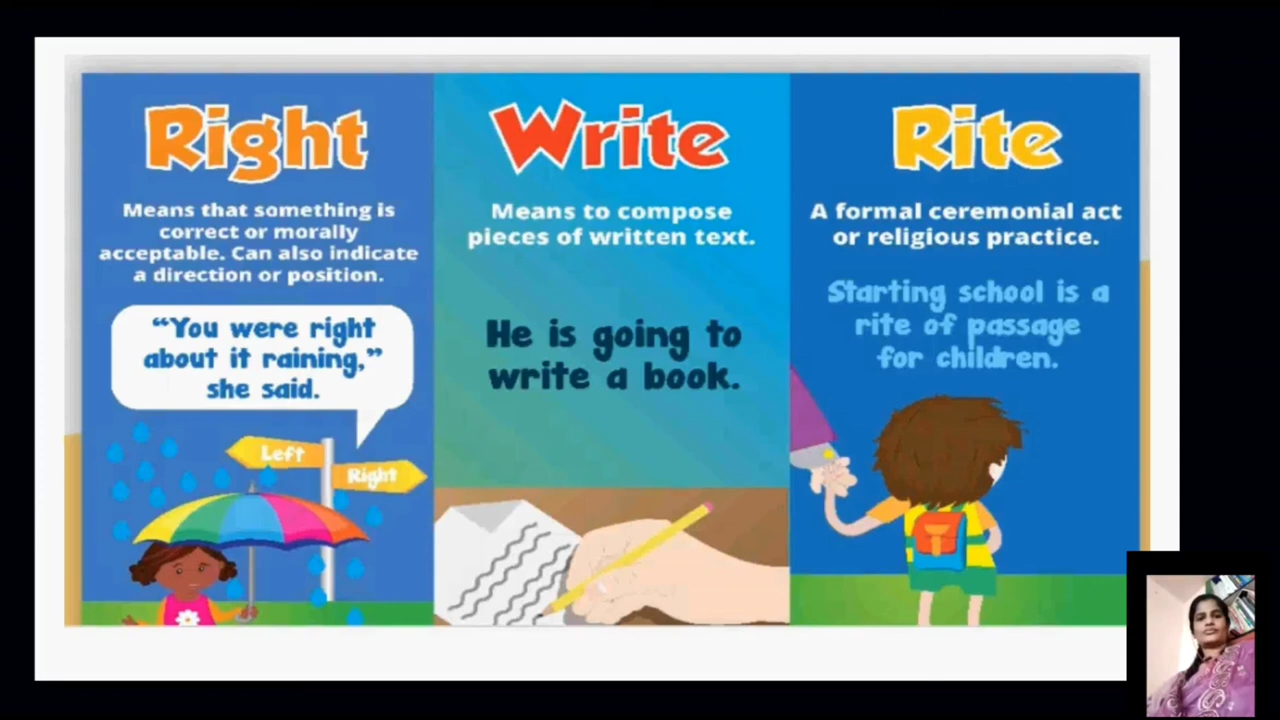 Right
Means that something is
correct or morally
acceptable. Can also indicate
a direction or position.
“You were right
about it raining,”
she said.
Left
Right
Write
Means to compose
pieces of written text.
He is going to
write a book.
Rite
A formal ceremonial act
or religious practice.
Starting school is a
rite of passage
for children.